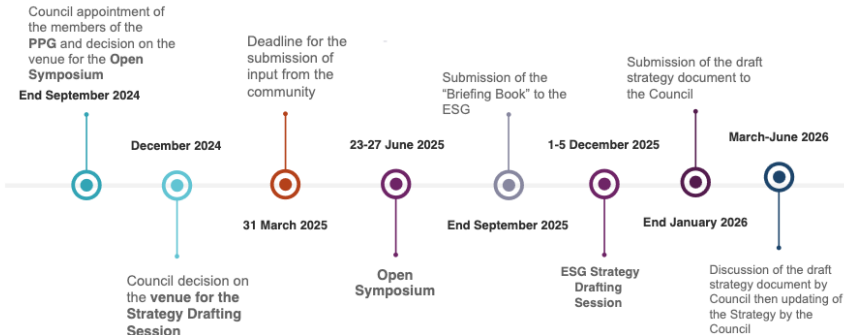 Council appointment of
the members of the
PPG and decision on the
venue for the Open
Symposium
End September 2024
December 2024
Council decision on
the venue for the
Strategy Drafting
Session
Deadline for the
submission of
input from the
community
31 March 2025
23-27 June 2025
Open
Symposium
Submission of the
“Briefing Book” to the
ESG
End September 2025
1-5 December 2025
ESG Strategy
Drafting
Session
Submission of the draft
strategy document to
the Council
End January 2026
March-June 2026
Discussion of the draft
strategy document by
Council then updating of
the Strategy by the
Council